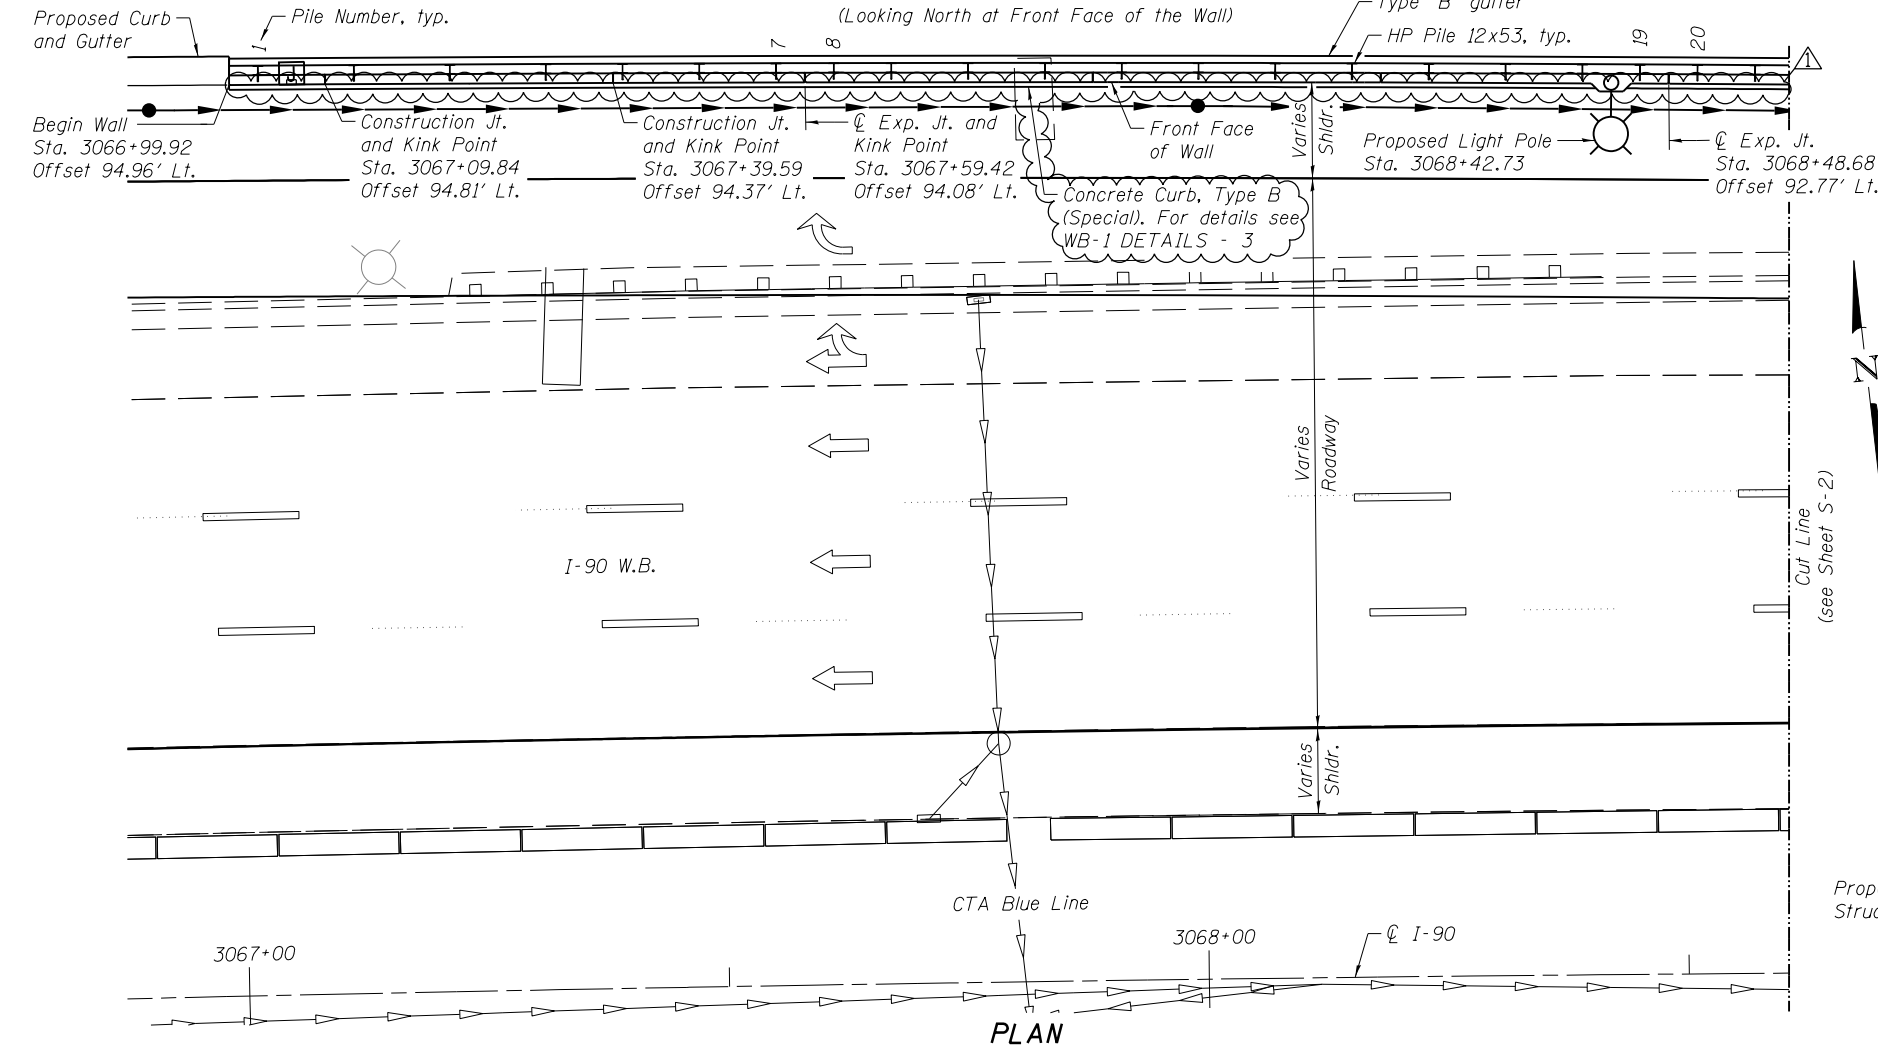 Proposed Curb
and Gutter
Pile Number, typ.
(Looking North at Front Face of the Wall)
Type B gutter
HP Pile 12x53, typ.
1
7
8
19
20
1
Begin Wall
Sta. 3066+99.92
Offset 94.96' Lt.
Construction Jt.
and Kink Point
Sta. 3067+09.84
Offset 94.81' Lt.
Construction Jt.
and Kink Point
Sta. 3067+39.59
Offset 94.37' Lt.
℄ Exp. Jt. and
Kink Point
Sta. 3067+59.42
Offset 94.08' Lt.
Front Face
of Wall
Varies
Shldr.
Proposed Light Pole
Sta. 3068+42.73
℄ Exp. Jt.
Sta. 3068+48.68
Offset 92.77' Lt.
Concrete Curb, Type B
(Special). For details see
WB-1 DETAILS - 3
N
Varies
Roadway
I-90 W.B.
Cut Line
(see Sheet S-2)
Varies
Shldr.
CTA Blue Line
3067+00
3068+00
℄ I-90
PLAN